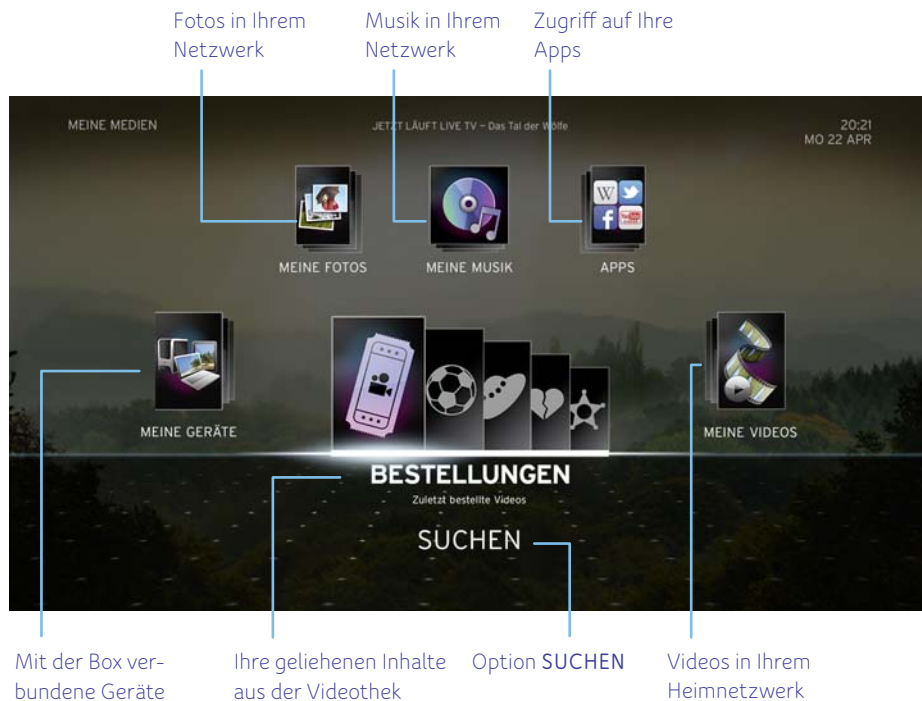 Fotos in Ihrem
Netzwerk
Musik in Ihrem
Netzwerk
Zugriff auf Ihre
Apps
MEINE MEDIEN
JETZT LÄUFT LIVE TV – Das Tal der Wölfe
20:21
MO 22 APR
W
f
You Tube
MEINE FOTOS
MEINE MUSIK
APPS
MEINE GERÄTE
MEINE VIDEOS
BESTELLUNGEN
Zuletzt bestellte Videos
SUCHEN
Mit der Box ver-
bundene Geräte
Ihre geliehenen Inhalte
aus der Videothek
Option SUCHEN
Videos in Ihrem
Heimnetzwerk